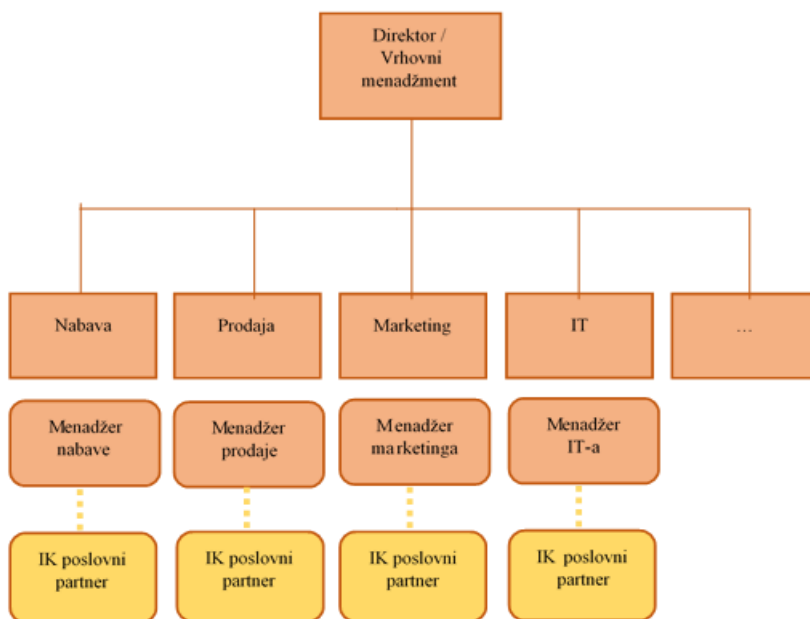 Direktor /
Vrhovni
menadžment
Nabava
Prodaja
Marketing
IT
...
Menadžer
nabave
Menadžer
prodaje
Menadžer
marketinga
Menadžer
IT-a
IK poslovni
partner
IK poslovni
partner
IK poslovni
partner
IK poslovni
partner